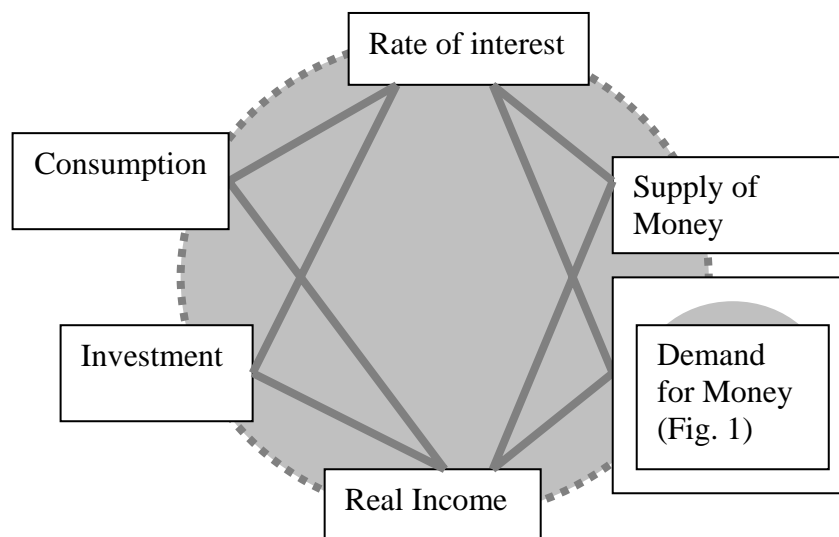 Rate of interest
Consumption
Supply of
Money
Investment
Demand
for Money
(Fig. 1)
Real Income